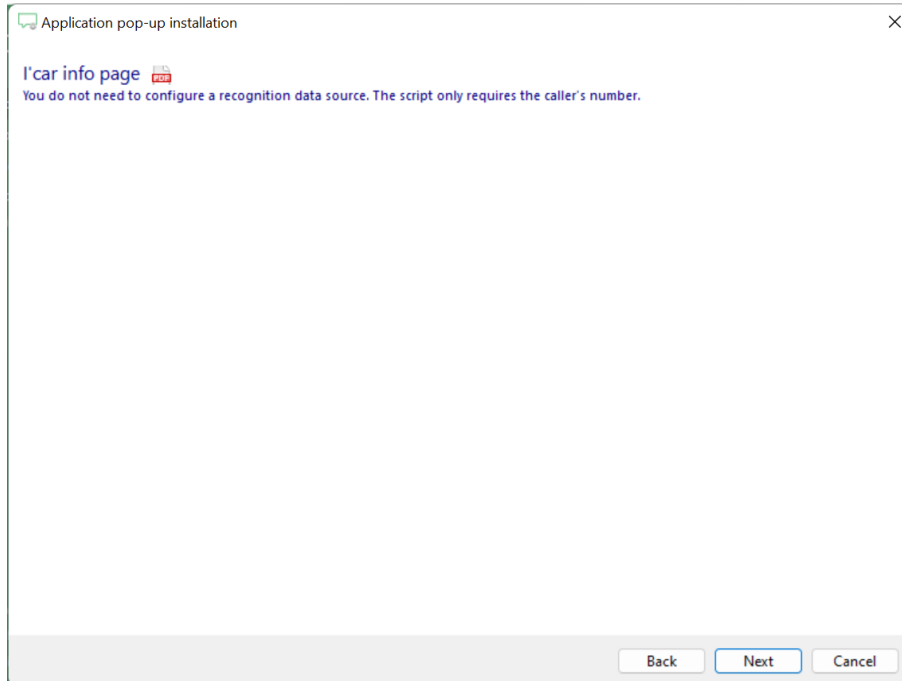 Application pop-up installation
I'car info page
PDF
You do not need to configure a recognition data source. The script only requires the caller's number.
Back Next Cancel